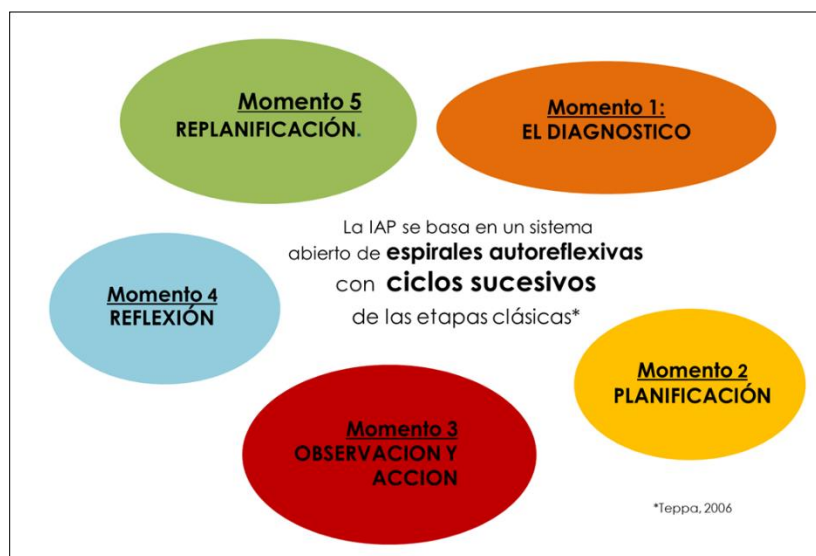 Momento 5
REPLANIFICACIÓN.
Momento 1:
EL DIAGNOSTICO
La IAP se basa en un sistema
abierto de espirales autoreflexivas
con ciclos sucesivos
de las etapas clásicas*
Momento 4
REFLEXIÓN
Momento 2
PLANIFICACIÓN
Momento 3
OBSERVACION Y
ACCION
*Teppa, 2006